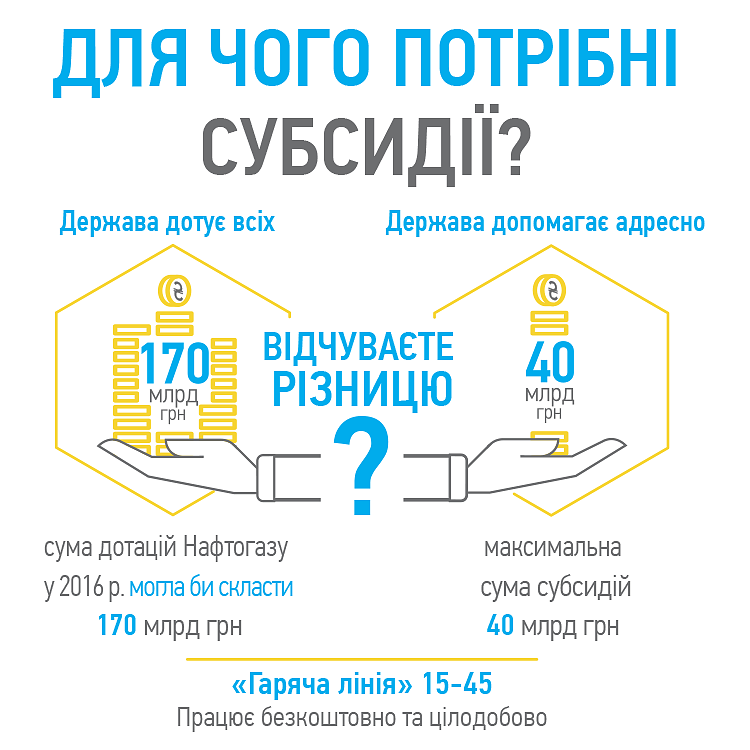 ДЛЯ ЧОГО ПОТРІБНІ
СУБСИДІЇ?
Держава дотує всіх
Держава допомагає адресно
170
млрд
грн
ВІДЧУВАЄТЕ
РІЗНИЦЮ
?
40
млрд
грн
сума дотацій Нафтогазу
у 2016 р. могла би скласти
170 млрд грн
максимальна
сума субсидій
40 млрд грн
«Гаряча лінія» 15-45
Працює безкоштовно та цілодобово